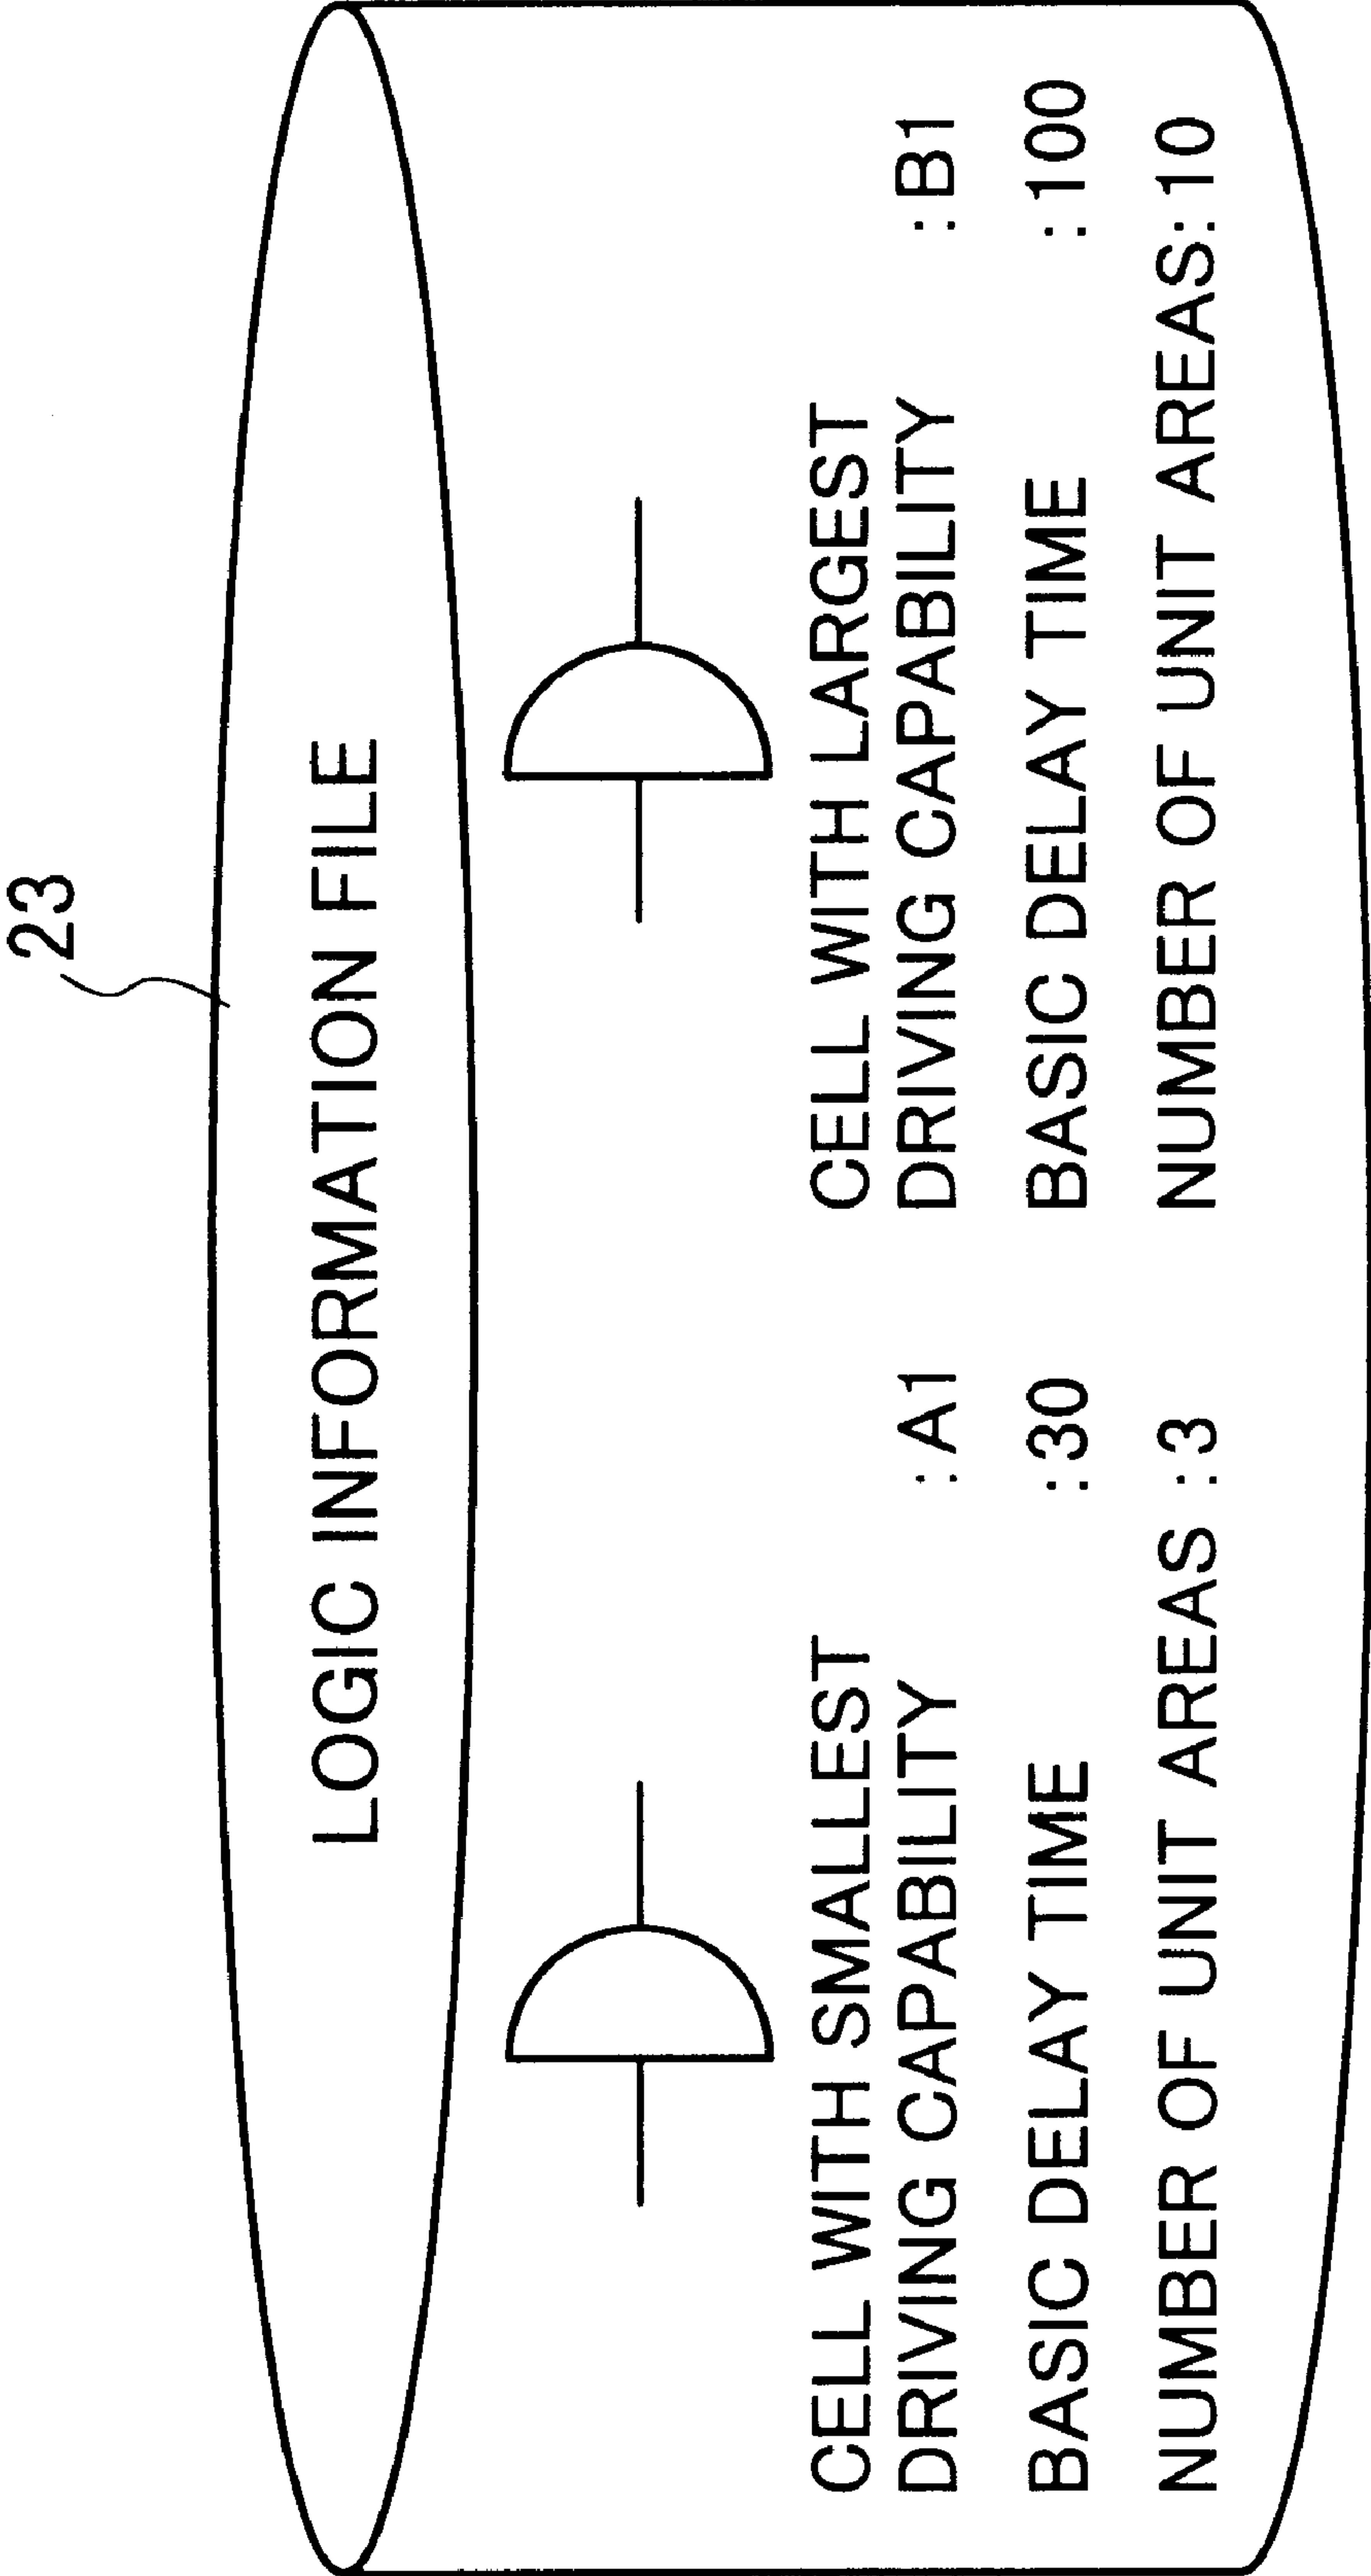 23
LOGIC INFORMATION FILE
CELL WITH SMALLEST
DRIVING CAPABILITY : A1
BASIC DELAY TIME : 30
NUMBER OF UNIT AREAS : 3
CELL WITH LARGEST
DRIVING CAPABILITY : B1
BASIC DELAY TIME : 100
NUMBER OF UNIT AREAS: 10